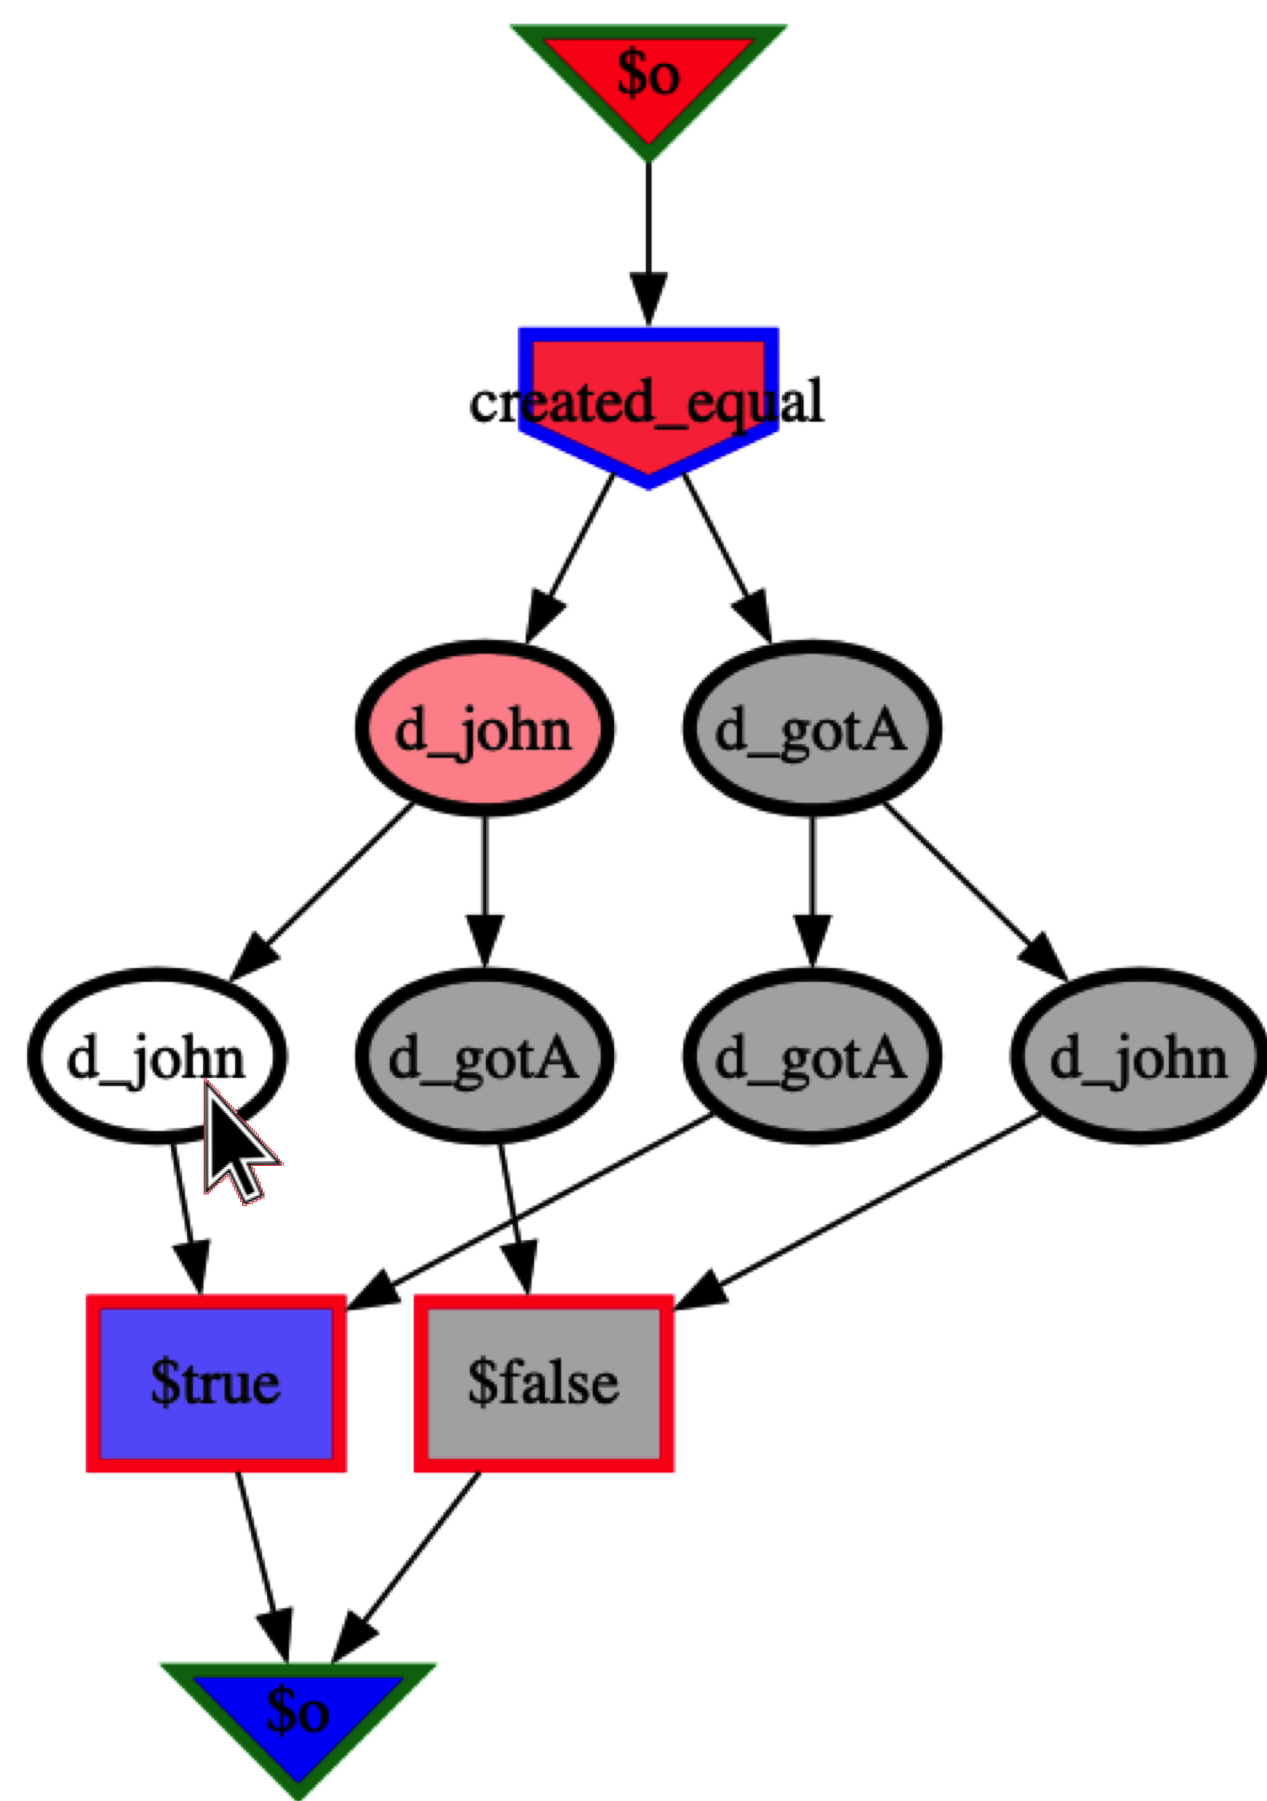 $o
created_equal
d_john
d_gotA
d_john
d_gotA
d_gotA
d_john
$true
$false
$o